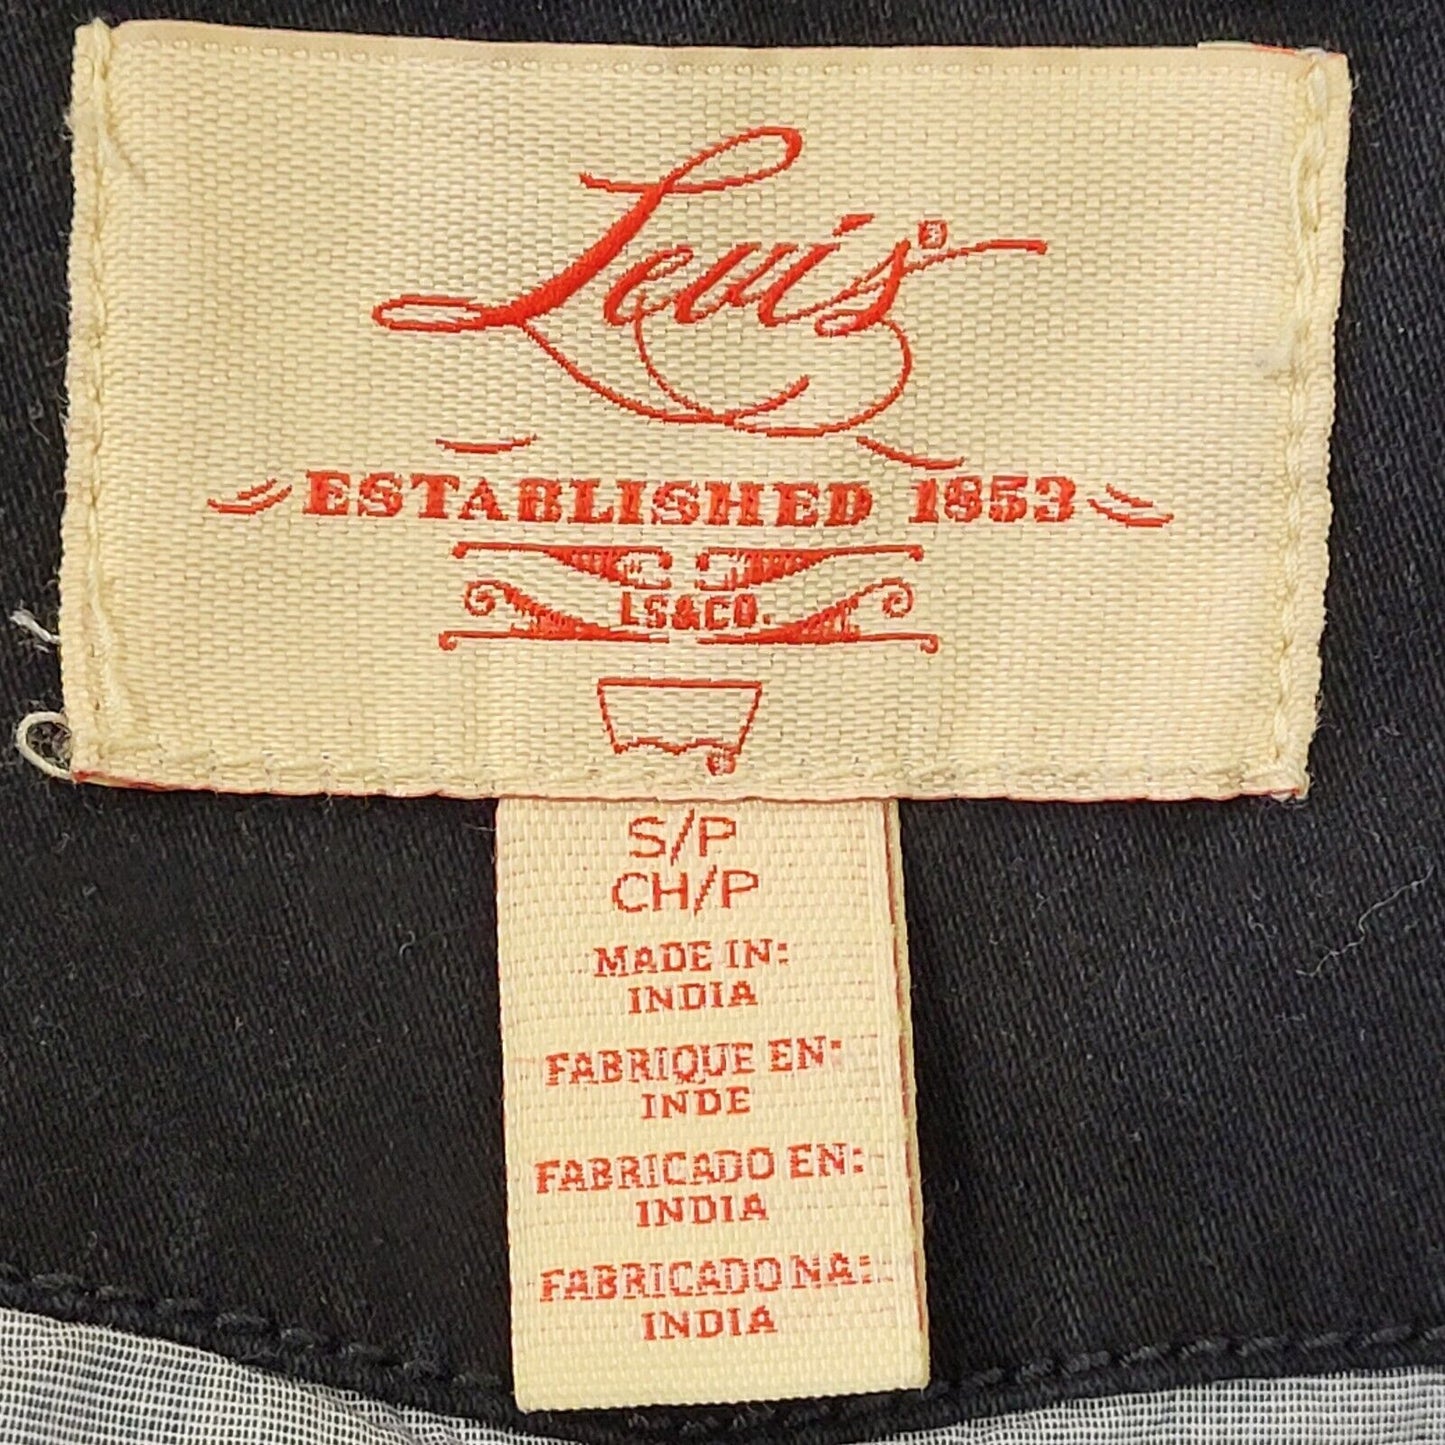 Levi's®
ESTABLISHED 1853
LS&CO.
S/P
CH/P
MADE IN:
INDIA
FABRIQUE EN:
INDE
FABRICADO EN:
INDIA
FABRICADO NA:
INDIA